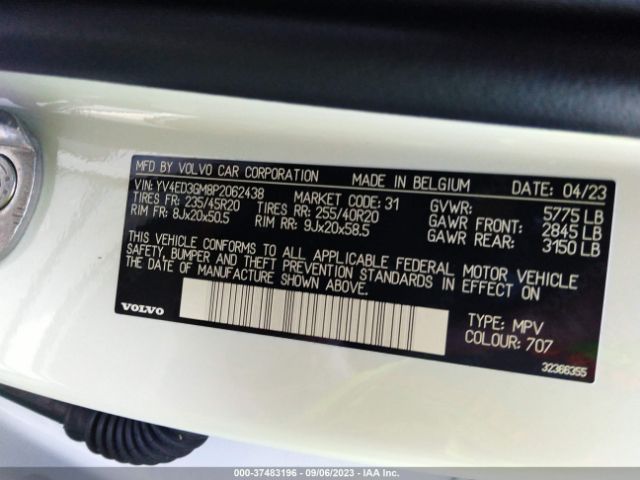 MFD BY VOLVO CAR CORPORATION MADE IN BELGIUM DATE: 04/23
VIN: YV4ED3GM8P2062438 MARKET CODE: 31 GVWR: 5775 LB
TIRES FR: 235/45R20 TIRES RR: 255/40R20 GAWR FRONT: 2845 LB
RIM FR: 8Jx20x50.5 RIM RR: 9Jx20x58.5 GAWR REAR: 3150 LB
THIS VEHICLE CONFORMS TO ALL APPLICABLE FEDERAL MOTOR VEHICLE
SAFETY, BUMPER AND THEFT PREVENTION STANDARDS IN EFFECT ON
THE DATE OF MANUFACTURE SHOWN ABOVE.
VOLVO
TYPE: MPV
COLOUR: 707
32366355
000-37483196 - 09/06/2023 - IAA Inc.